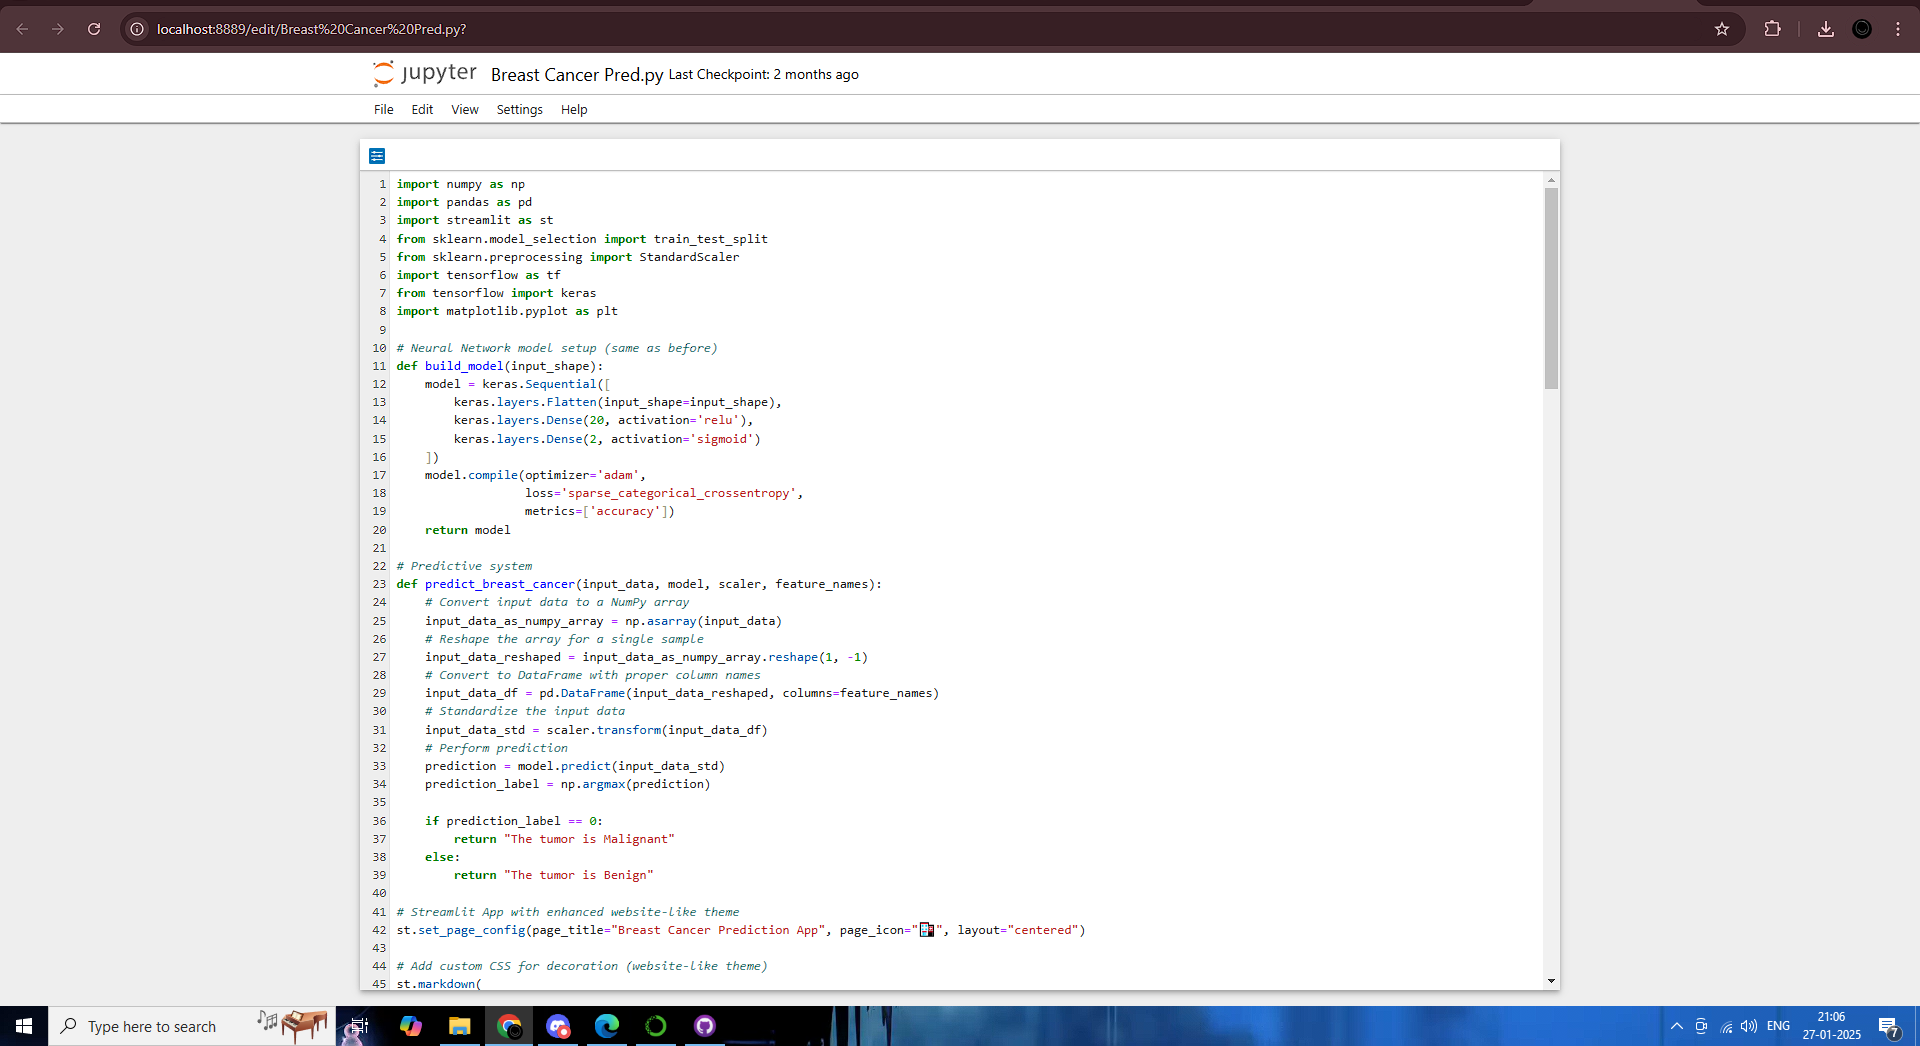 localhost:8889/edit/Breast%20Cancer%20Pred.py?
jupyter Breast Cancer Pred.py Last Checkpoint: 2 months ago
File Edit View Settings Help
1 import numpy as np
2 import pandas as pd
3 import streamlit as st
4 from sklearn.model_selection import train_test_split
5 from sklearn.preprocessing import StandardScaler
6 import tensorflow as tf
7 from tensorflow import keras
8 import matplotlib.pyplot as plt
9
10 # Neural Network model setup (same as before)
11 def build_model(input_shape):
12     model = keras.Sequential([
13         keras.layers.Flatten(input_shape=input_shape),
14         keras.layers.Dense(20, activation='relu'),
15         keras.layers.Dense(2, activation='sigmoid')
16     ])
17     model.compile(optimizer='adam',
18                   loss='sparse_categorical_crossentropy',
19                   metrics=['accuracy'])
20     return model
21
22 # Predictive system
23 def predict_breast_cancer(input_data, model, scaler, feature_names):
24     # Convert input data to a NumPy array
25     input_data_as_numpy_array = np.asarray(input_data)
26     # Reshape the array for a single sample
27     input_data_reshaped = input_data_as_numpy_array.reshape(1, -1)
28     # Convert to DataFrame with proper column names
29     input_data_df = pd.DataFrame(input_data_reshaped, columns=feature_names)
30     # Standardize the input data
31     input_data_std = scaler.transform(input_data_df)
32     # Perform prediction
33     prediction = model.predict(input_data_std)
34     prediction_label = np.argmax(prediction)
35
36     if prediction_label == 0:
37         return "The tumor is Malignant"
38     else:
39         return "The tumor is Benign"
40
41 # Streamlit App with enhanced website-like theme
42 st.set_page_config(page_title="Breast Cancer Prediction App", page_icon="", layout="centered")
43
44 # Add custom CSS for decoration (website-like theme)
45 st.markdown(
Type here to search
ENG
21:06
27-01-2025
7